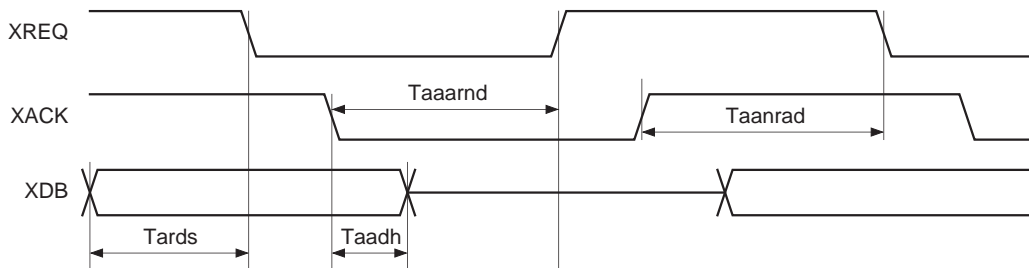 XREQ
Taaarnd
XACK
Taanrad
XDB
Tards
Taadh